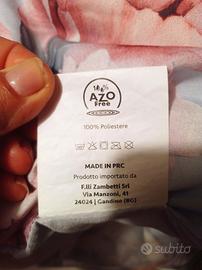 100%
AZO
Free
100% Poliestere
MADE IN PRC
Prodotto importato da
F.lli Zambetti Srl
Via Manzoni, 41
24024 | Gandino (BG)
subito